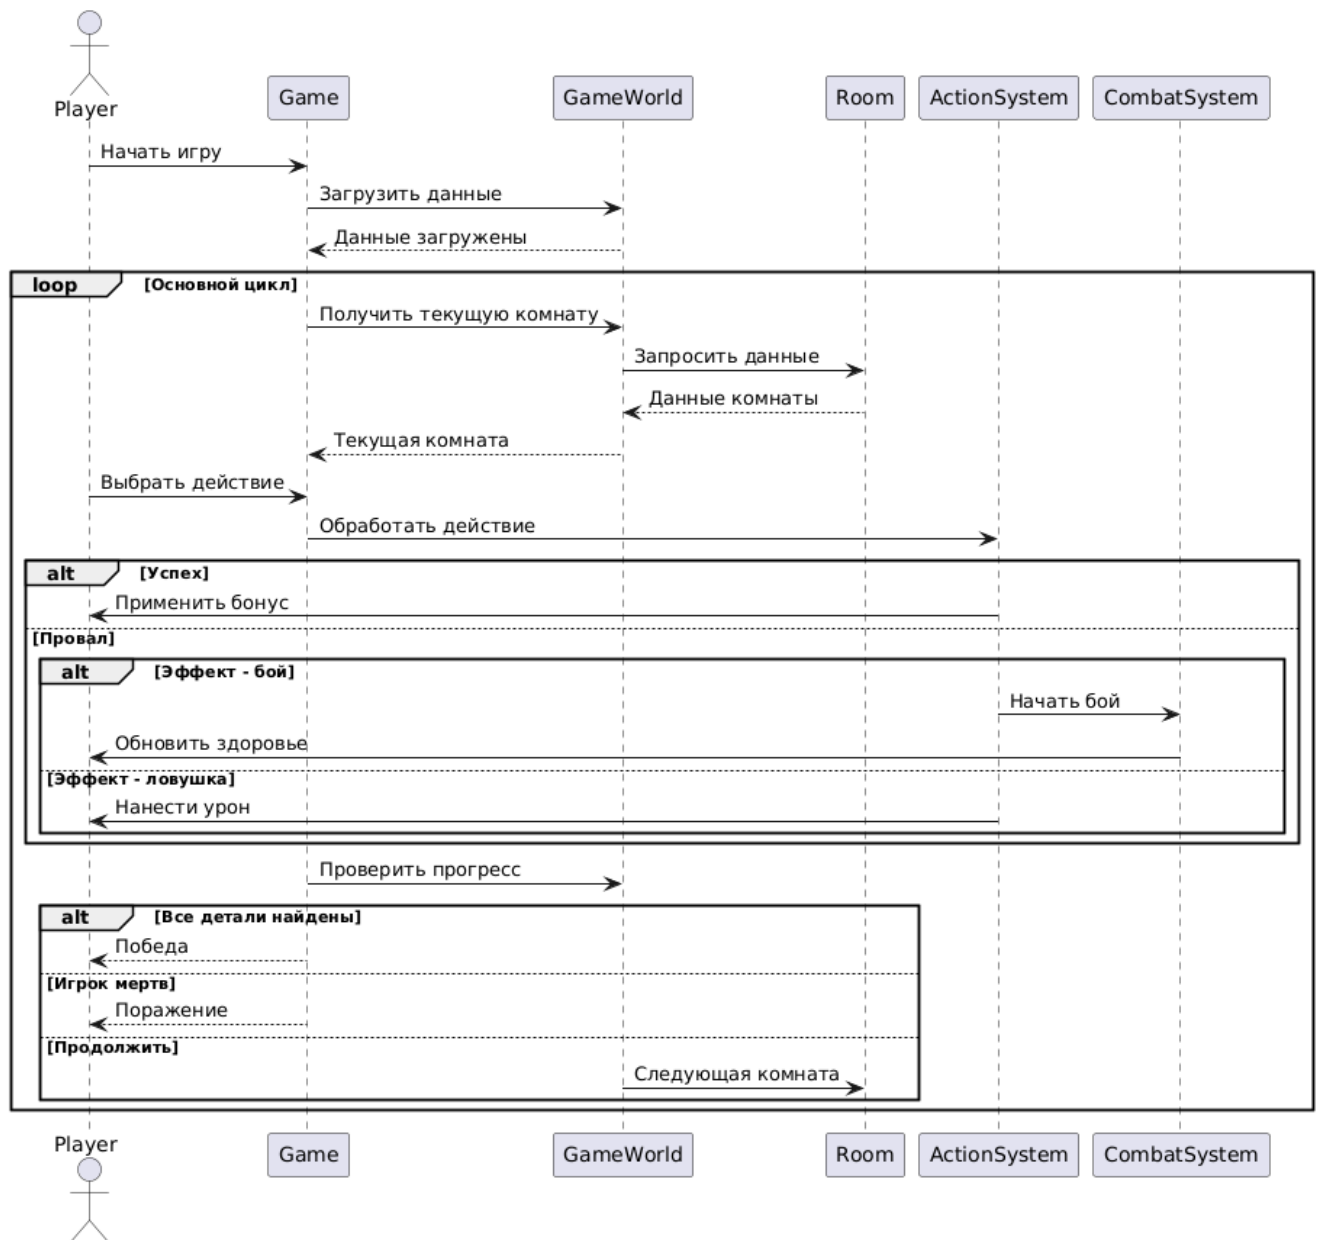 Player
Game
GameWorld
Room
ActionSystem
CombatSystem
Начать игру
Загрузить данные
Данные загружены
loop
[Основной цикл]
Получить текущую комнату
Запросить данные
Данные комнаты
Текущая комната
Выбрать действие
Обработать действие
alt
[Успех]
Применить бонус
[Провал]
alt
[Эффект - бой]
Начать бой
Обновить здоровье
[Эффект - ловушка]
Нанести урон
Проверить прогресс
alt
[Все детали найдены]
Победа
[Игрок мертв]
Поражение
[Продолжить]
Следующая комната
Player
Game
GameWorld
Room
ActionSystem
CombatSystem